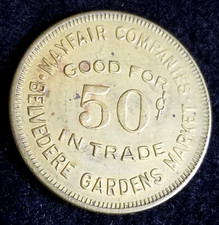 MAYFAIR COMPANIES
GOOD FOR
50¢
IN TRADE
BELVEDERE GARDENS MARKET